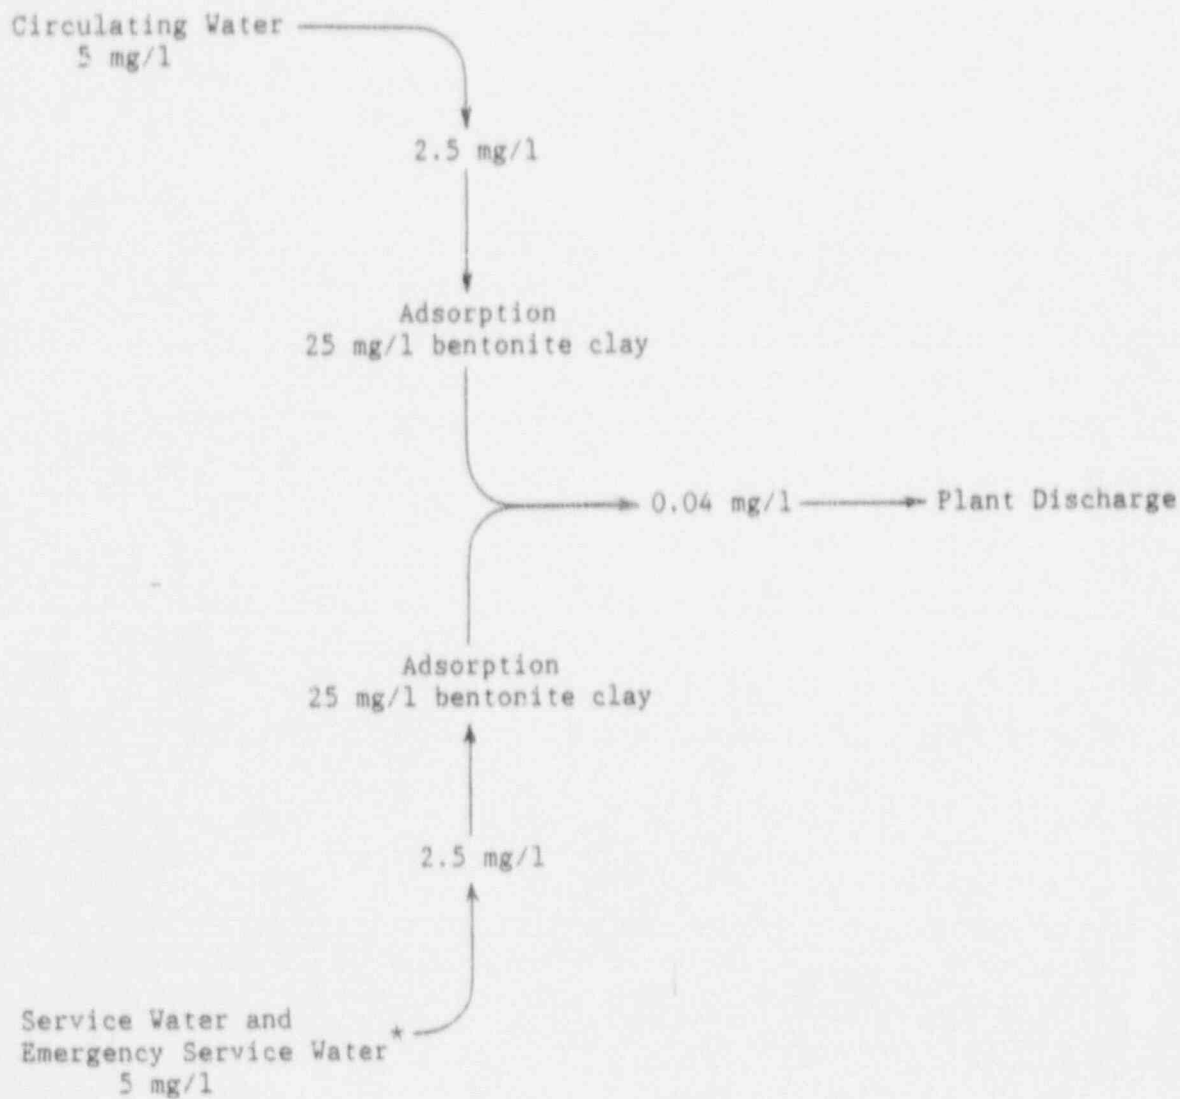 Circulating Water
5 mg/l
2.5 mg/l
Adsorption
25 mg/l bentonite clay
0.04 mg/l
Plant Discharge
Adsorption
25 mg/l bentonite clay
2.5 mg/l
Service Water and
Emergency Service Water*
5 mg/l